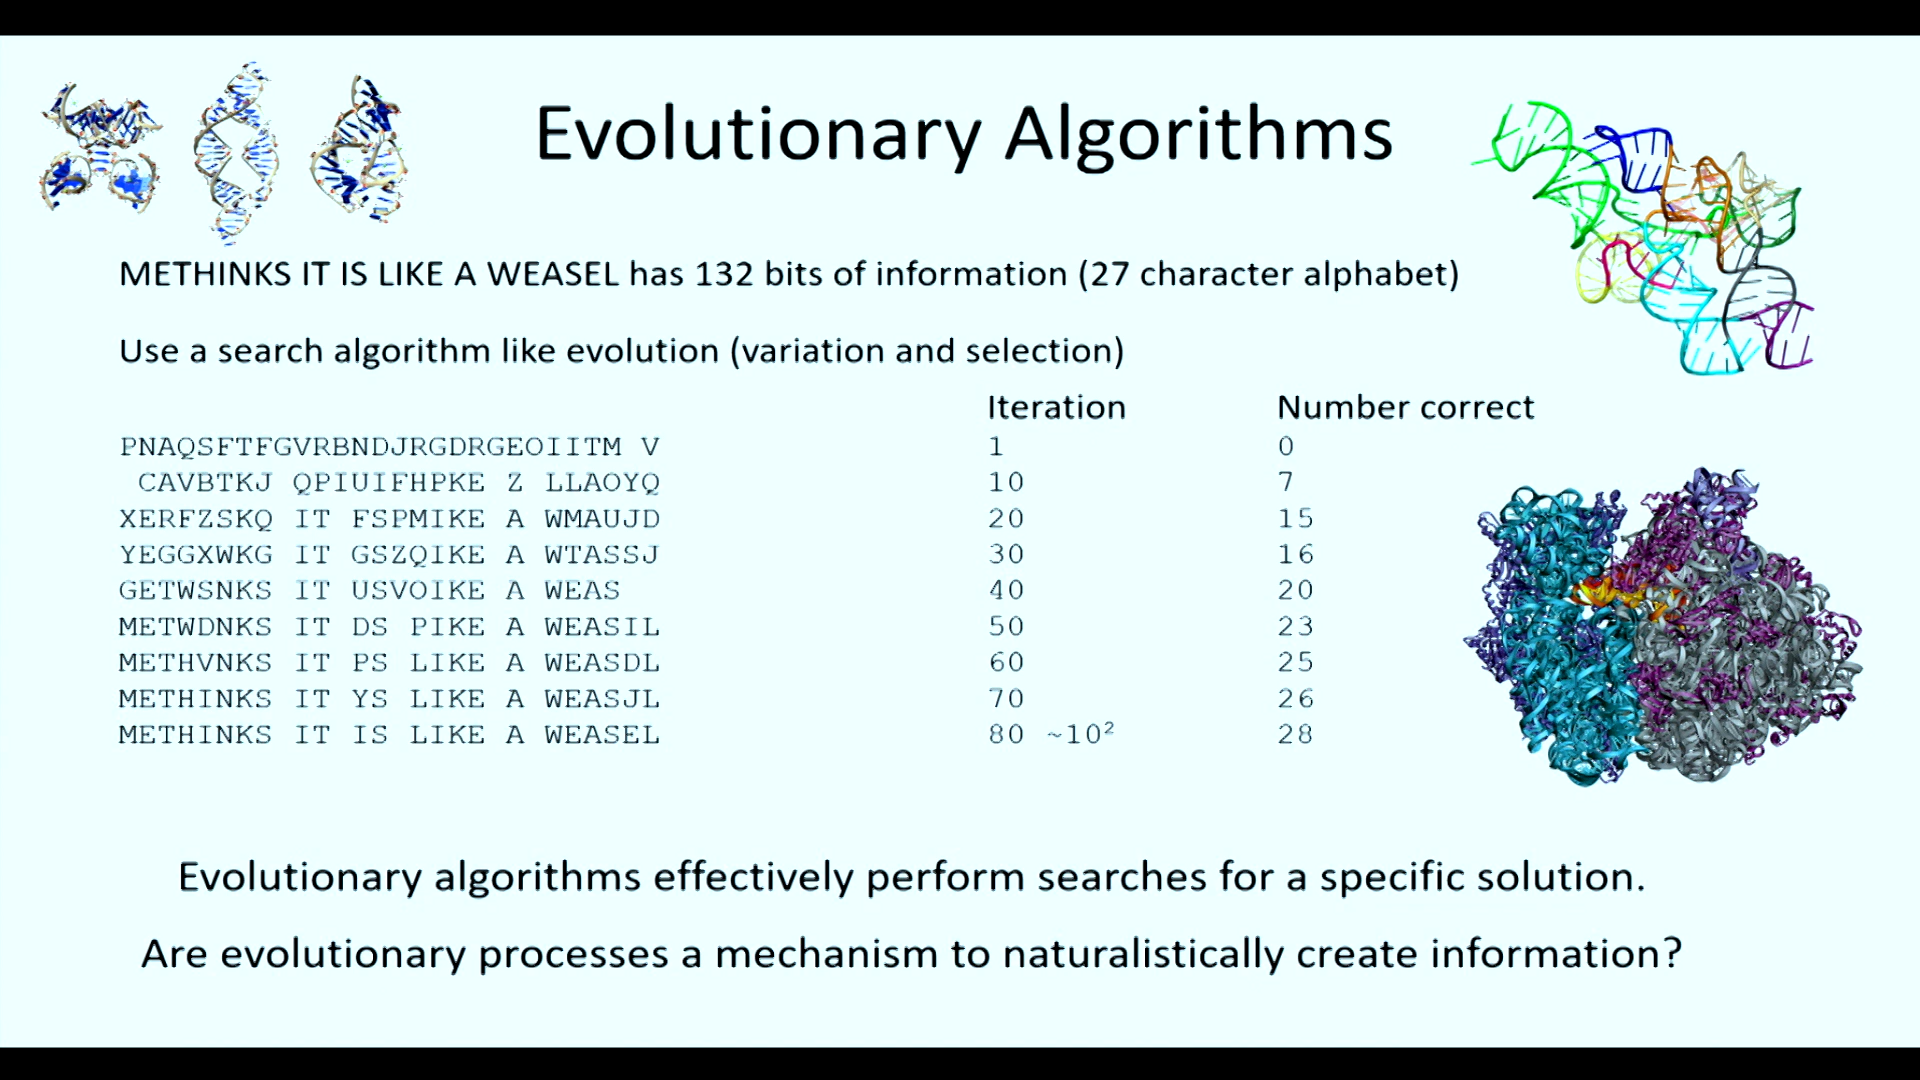 Evolutionary Algorithms
METHINKS IT IS LIKE A WEASEL has 132 bits of information (27 character alphabet)
Use a search algorithm like evolution (variation and selection)
Iteration Number correct
PNAQSFTFGVRBNDJRGDRGEOIITM V 1 0
CAVBTKJ QPIUIFHPKE Z LLAOYQ 10 7
XERFZSKQ IT FSPMIKE A WMAUJD 20 15
YEGGXWKG IT GSZQIKE A WTASSJ 30 16
GETWSNKS IT USVOIKE A WEAS 40 20
METWDNKS IT DS PIKE A WEASIL 50 23
METHVNKS IT PS LIKE A WEASDL 60 25
METHINKS IT YS LIKE A WEASJL 70 26
METHINKS IT IS LIKE A WEASEL 80 ~10² 28
Evolutionary algorithms effectively perform searches for a specific solution.
Are evolutionary processes a mechanism to naturalistically create information?